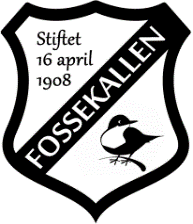 Stiftet
16 april
1908
FOSSEKALLEN